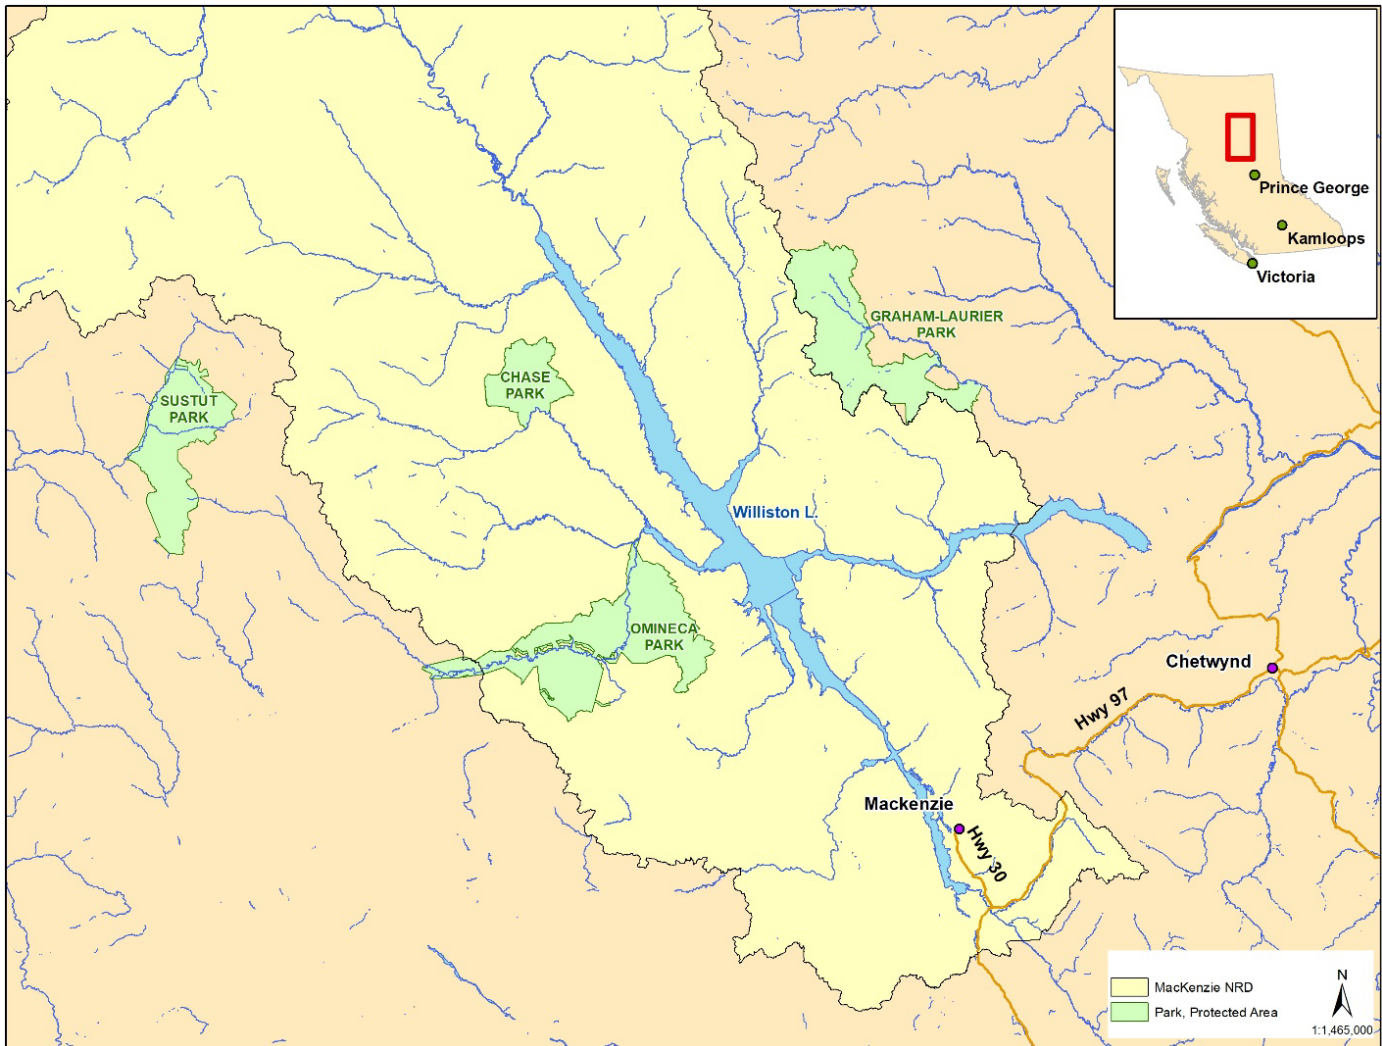 Prince George
Kamloops
Victoria
GRAHAM-LAURIER
PARK
CHASE
PARK
SUSTUT
PARK
Williston L.
OMINECA
PARK
Chetwynd
Hwy 97
Mackenzie
Hwy 30
MacKenzie NRD
Park, Protected Area
N
1:1,465,000